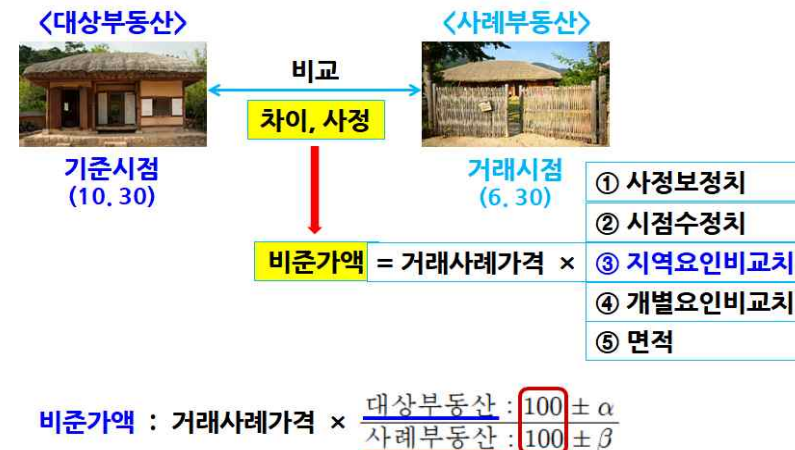 <대상부동산>
<사례부동산>
비교
차이, 사정
기준시점
(10. 30)
거래시점
(6. 30)
① 사정보정치
② 시점수정치
비준가액 = 거래사례가격 × ③ 지역요인비교치
④ 개별요인비교치
⑤ 면적
비준가액 : 거래사례가격 × 대상부동산 : 100 ± α
사례부동산 : 100 ± β